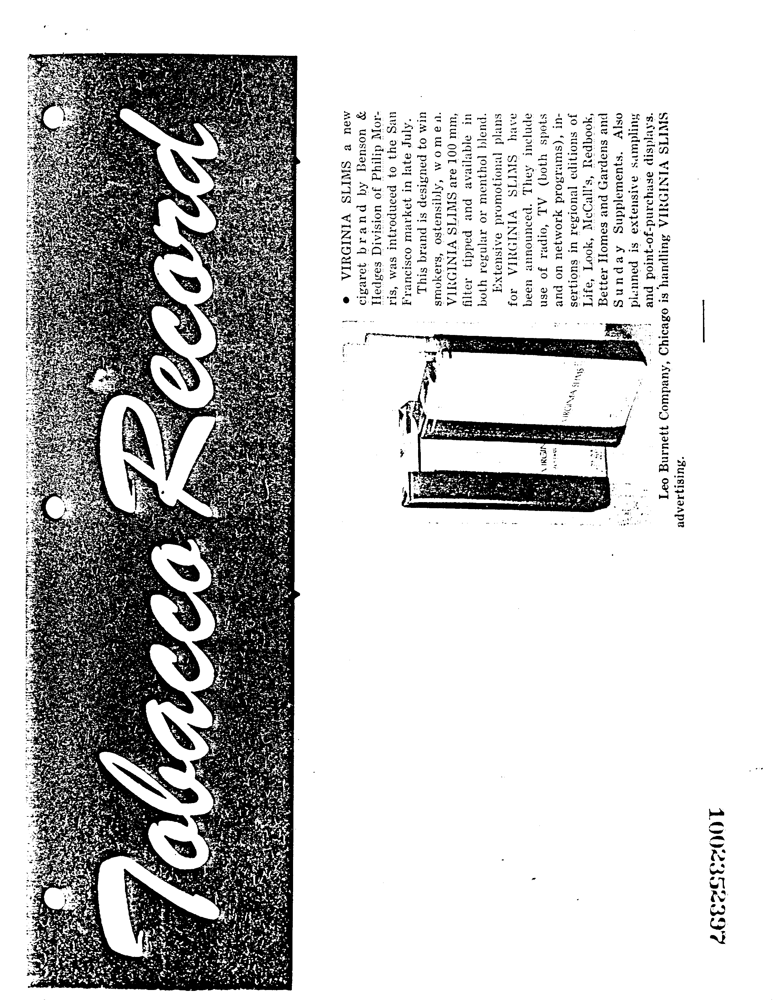 Tobacco Record
• VIRGINIA SLIMS a new
cigaret brand by Benson &
Hedges Division of Philip Mor-
ris, was introduced to the San
Francisco market in late July.
This brand is designed to win
smokers, ostensibly, women.
VIRGINIA SLIMS are 100 mm,
filter tipped and available in
both regular or menthol blend.
Extensive promotional plans
for VIRGINIA SLIMS have
been announced. They include
use of radio, TV (both spots
and on network programs), in-
sertions in regional editions of
Life, Look, McCall's, Redbook,
Better Homes and Gardens and
Sunday Supplements. Also
planned is extensive sampling
and point-of-purchase displays.
Leo Burnett Company, Chicago is handling VIRGINIA SLIMS
advertising.
VIRGINIA SLIMS
1002352397